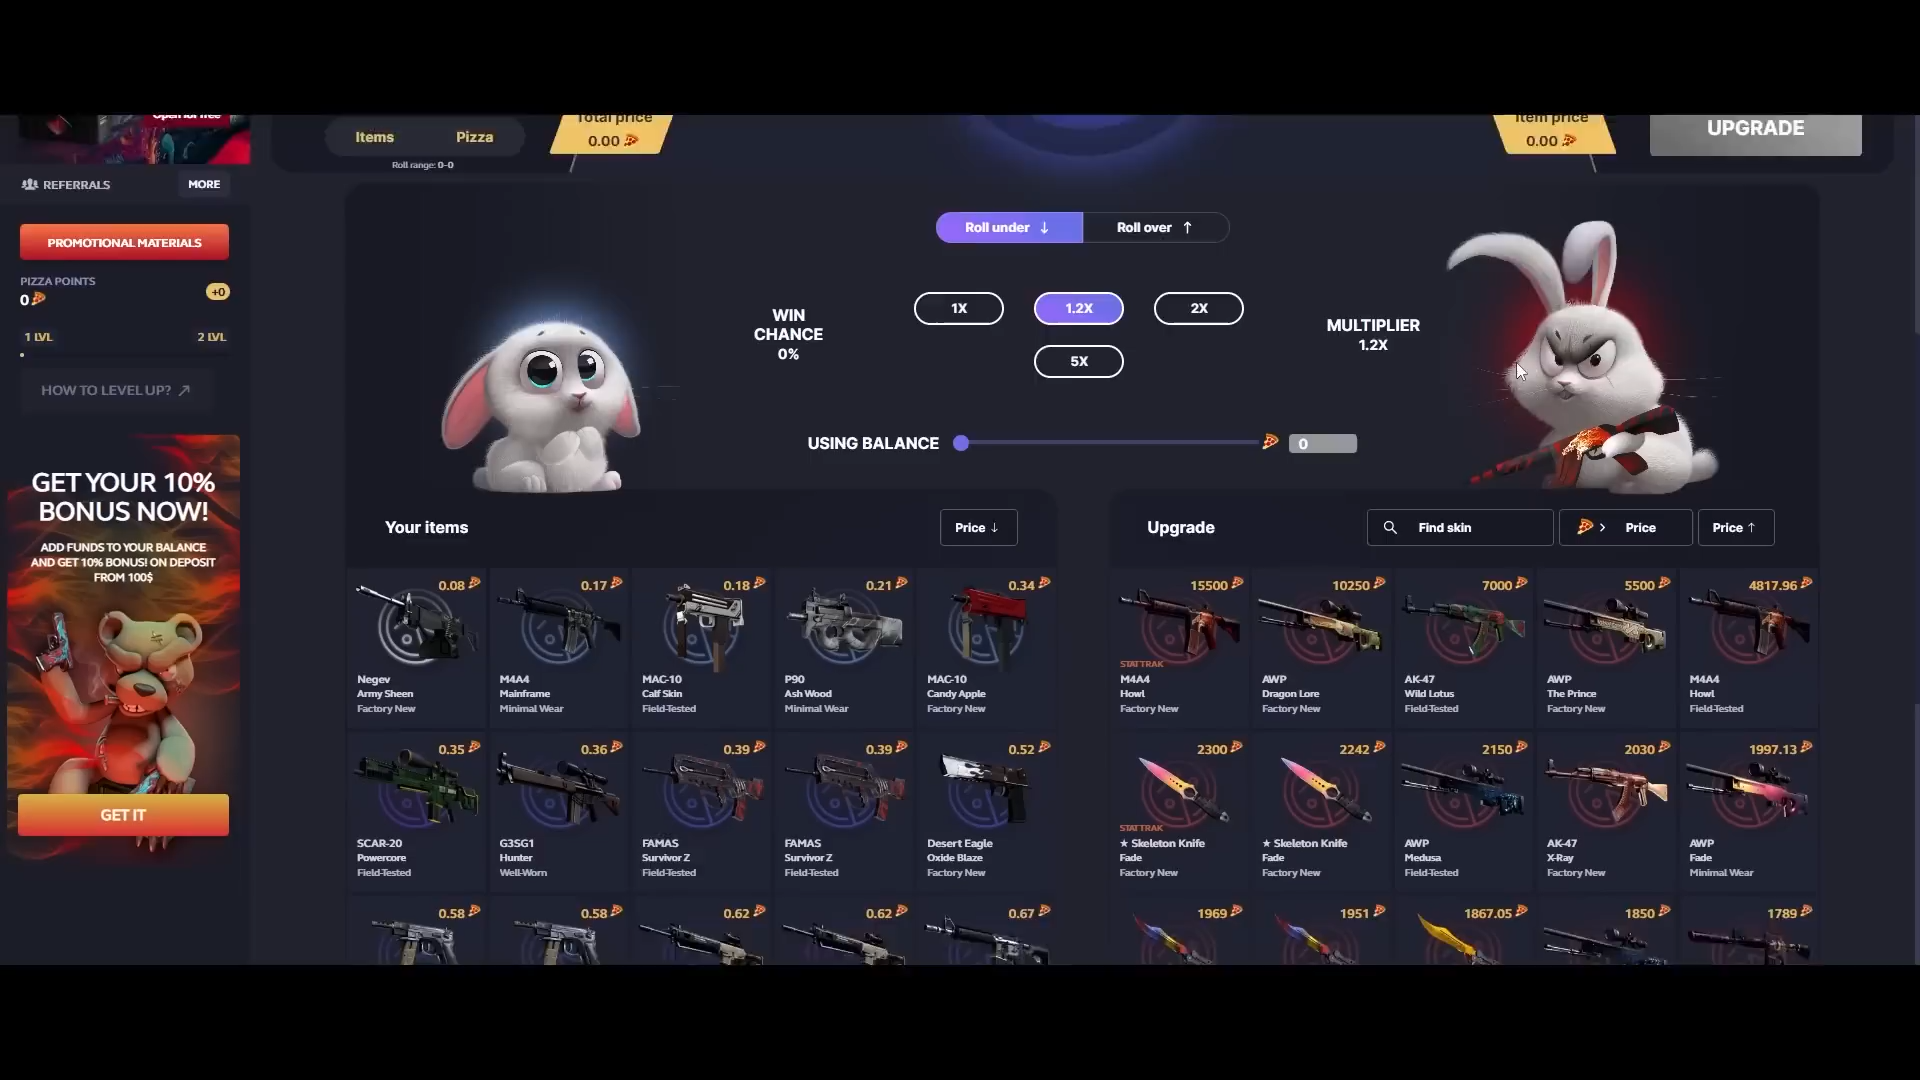 Open for free
Items
Pizza
Total price
0.00
Item price
0.00
UPGRADE
Roll range: 0-0
REFERRALS
MORE
PROMOTIONAL MATERIALS
PIZZA POINTS
0
+0
1 LVL
2 LVL
HOW TO LEVEL UP?
GET YOUR 10%
BONUS NOW!
ADD FUNDS TO YOUR BALANCE
AND GET 10% BONUS! ON DEPOSIT
FROM 100$
GET IT
Roll under ↓
Roll over ↑
WIN
CHANCE
0%
1X
1.2X
2X
5X
MULTIPLIER
1.2X
USING BALANCE
0
Your items
Price ↓
0.08
Negev
Army Sheen
Factory New
0.17
M4A4
Mainframe
Minimal Wear
0.18
MAC-10
Calf Skin
Field-Tested
0.21
P90
Ash Wood
Minimal Wear
0.34
MAC-10
Candy Apple
Factory New
0.35
SCAR-20
Powercore
Field-Tested
0.36
G3SG1
Hunter
Well-Worn
0.39
FAMAS
Survivor Z
Field-Tested
0.39
FAMAS
Survivor Z
Field-Tested
0.52
Desert Eagle
Oxide Blaze
Factory New
0.58
0.58
0.62
0.62
0.67
Upgrade
Find skin
> Price
Price ↑
15500
STATTRAK
M4A4
Howl
Factory New
10250
AWP
Dragon Lore
Factory New
7000
AK-47
Wild Lotus
Field-Tested
5500
AWP
The Prince
Factory New
4817.96
M4A4
Howl
Field-Tested
2300
STATTRAK
★ Skeleton Knife
Fade
Factory New
2242
★ Skeleton Knife
Fade
Factory New
2150
AWP
Medusa
Field-Tested
2030
AK-47
X-Ray
Factory New
1997.13
AWP
Fade
Minimal Wear
1969
1951
1867.05
1850
1789